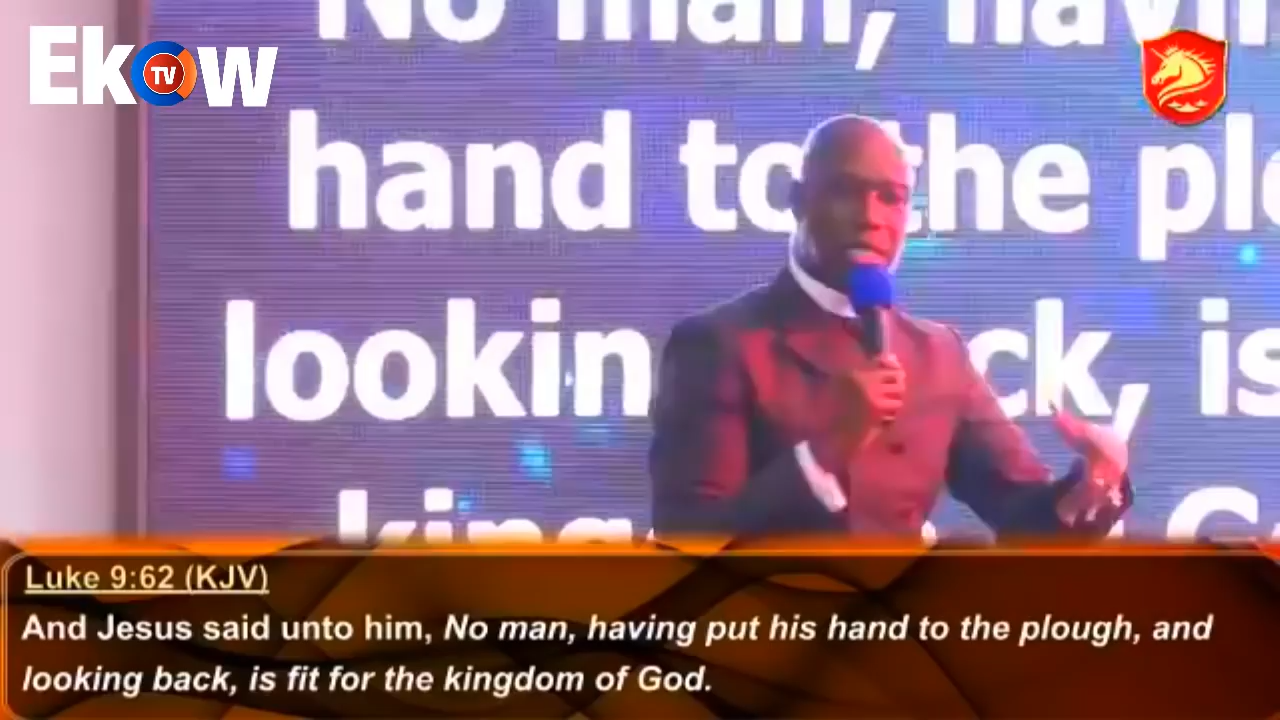 Ekow
TV
No man, havin
hand to the plo
lookin ck, is
king
Luke 9:62 (KJV)
And Jesus said unto him, No man, having put his hand to the plough, and
looking back, is fit for the kingdom of God.